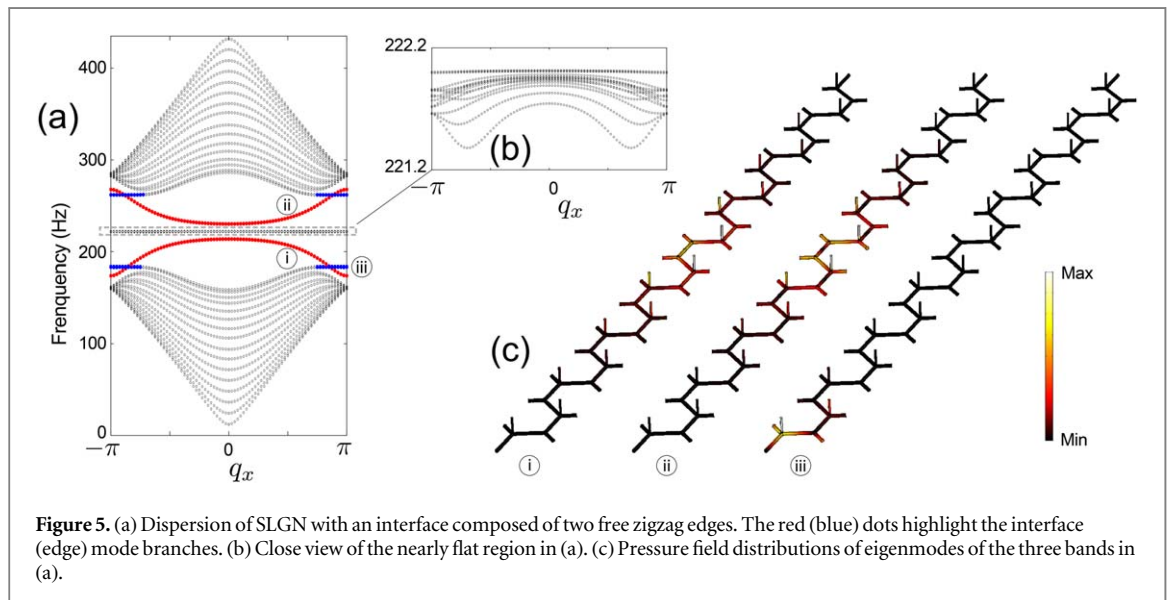 400
(a)
300
Frenquency (Hz)
ii
200
i
iii
100
0
−π
0
π
qx
222.2
(b)
221.2
−π
0
π
qx
(c)
Max
Min
i
ii
iii
Figure 5. (a) Dispersion of SLGN with an interface composed of two free zigzag edges. The red (blue) dots highlight the interface
(edge) mode branches. (b) Close view of the nearly flat region in (a). (c) Pressure field distributions of eigenmodes of the three bands in
(a).